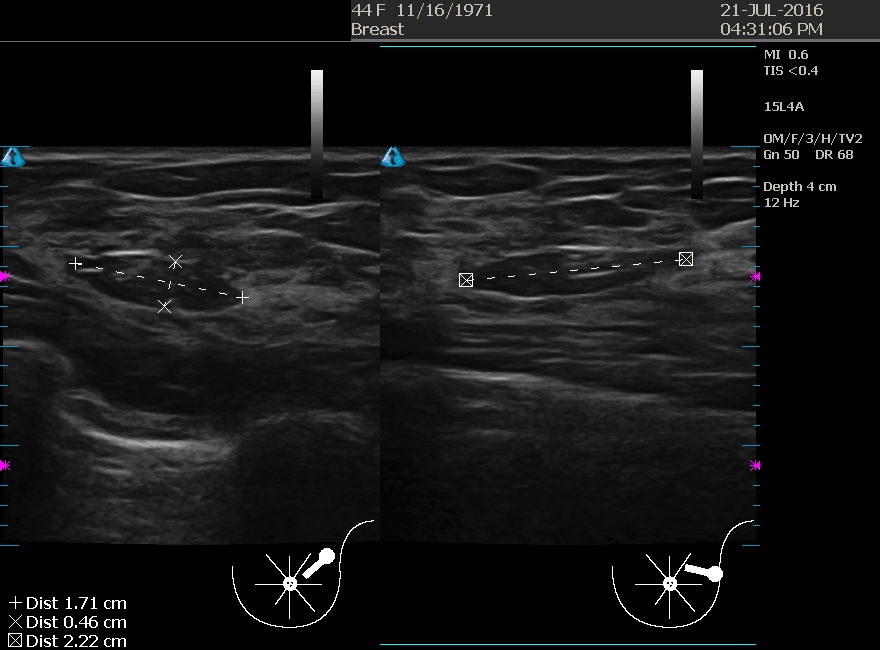 44 F 11/16/1971
21-JUL-2016
Breast
04:31:06 PM
MI 0.6
TIS <0.4
15L4A
OM/F/3/H/TV2
Gn 50 DR 68
Depth 4 cm
12 Hz
Dist 1.71 cm
Dist 0.46 cm
Dist 2.22 cm